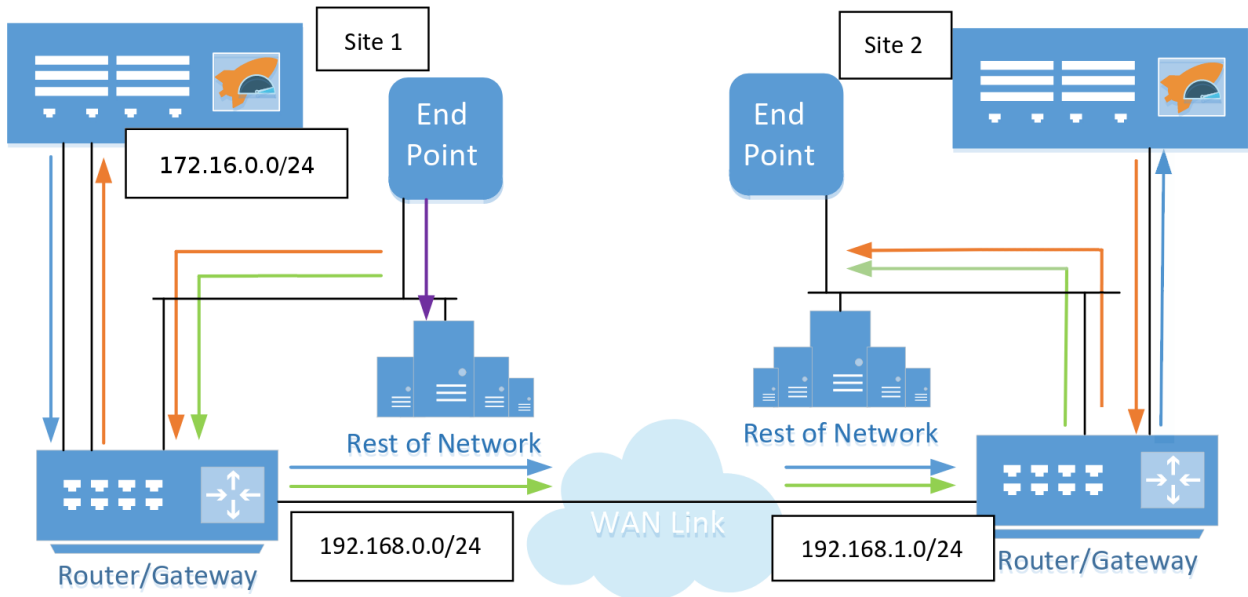 Site 1
Site 2
End
Point
End
Point
172.16.0.0/24
Rest of Network
Rest of Network
WAN Link
192.168.0.0/24
192.168.1.0/24
Router/Gateway
Router/Gateway